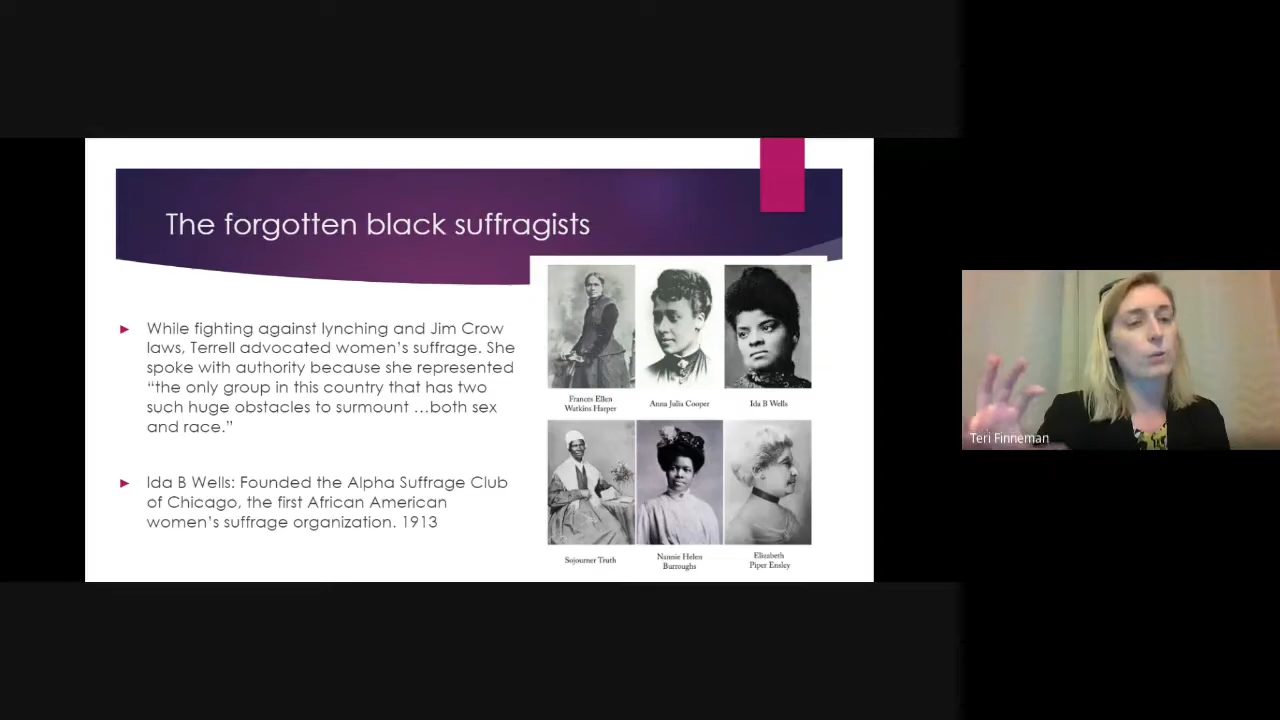 The forgotten black suffragists
► While fighting against lynching and Jim Crow
laws, Terrell advocated women’s suffrage. She
spoke with authority because she represented
“the only group in this country that has two
such huge obstacles to surmount …both sex
and race.”
► Ida B Wells: Founded the Alpha Suffrage Club
of Chicago, the first African American
women’s suffrage organization. 1913
Frances Ellen
Watkins Harper
Anna Julia Cooper
Ida B Wells
Sojourner Truth
Nannie Helen
Burroughs
Elizabeth
Piper Ensley
Teri Finneman